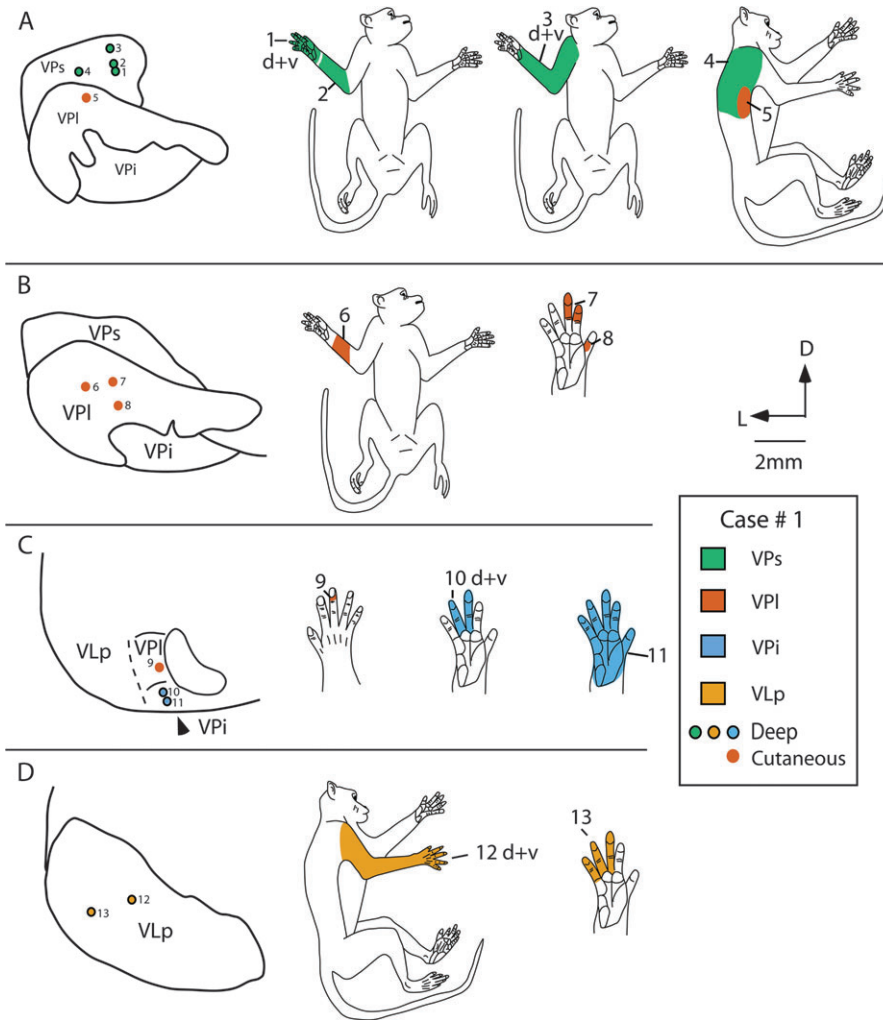 A
VPs
3
2
1
4
5
VPl
VPi
1
d+v
2
3
d+v
4
5
B
VPs
6
7
8
VPl
VPi
6
7
8
D
L
2mm
C
VLp
VPl
9
10
11
VPi
9
10 d+v
11
Case # 1
VPs
VPl
VPi
VLp
Deep
Cutaneous
D
12
13
VLp
12 d+v
13